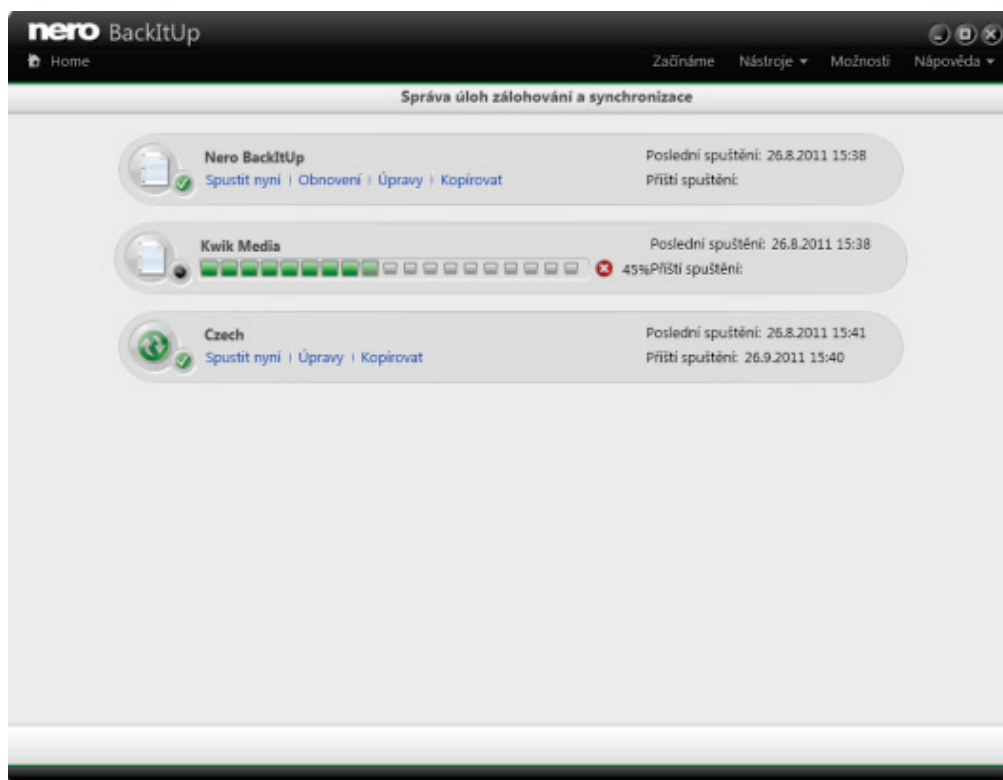 nero BackItUp
Home Začínáme Nástroje Možnosti Nápověda
Správa úloh zálohování a synchronizace
Nero BackItUp Poslední spuštění: 26.8.2011 15:38
Spustit nyní | Obnovení | Úpravy | Kopírovat Příští spuštění:
Kwik Media Poslední spuštění: 26.8.2011 15:38
45% Příští spuštění:
Czech Poslední spuštění: 26.8.2011 15:41
Spustit nyní | Úpravy | Kopírovat Příští spuštění: 26.9.2011 15:40